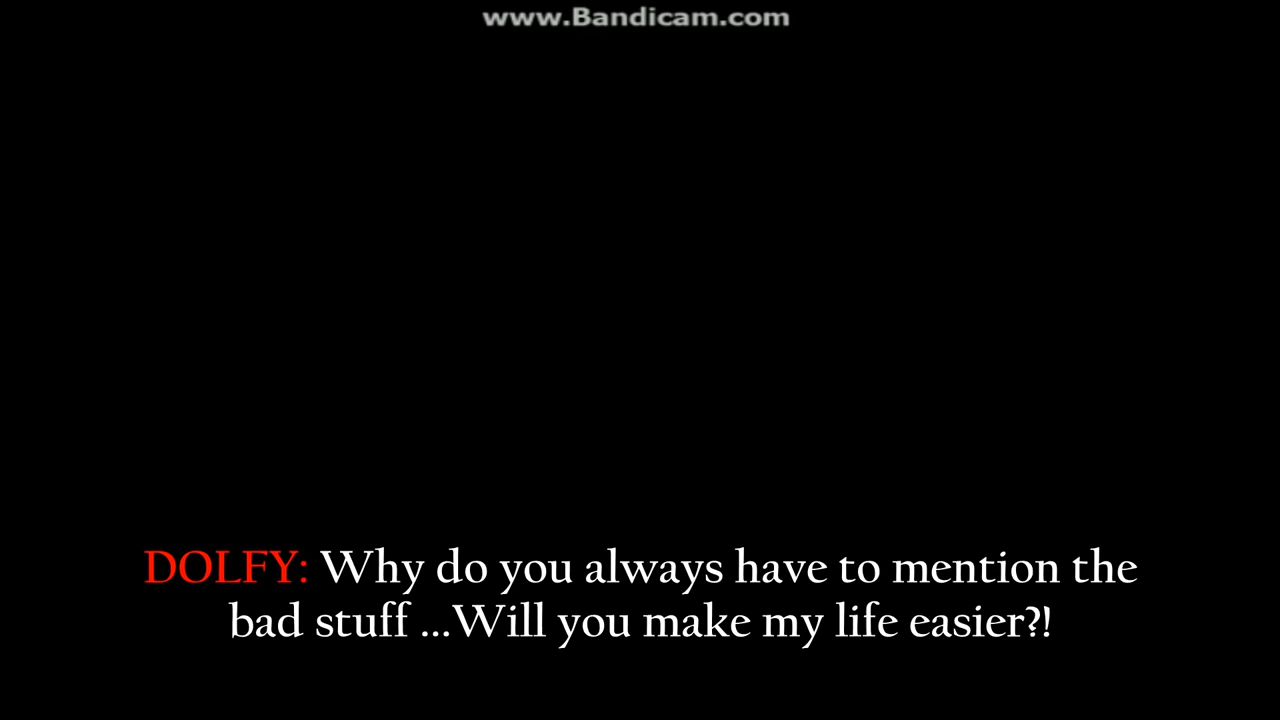 www.Bandicam.com
DOLFY: Why do you always have to mention the
bad stuff ...Will you make my life easier?!